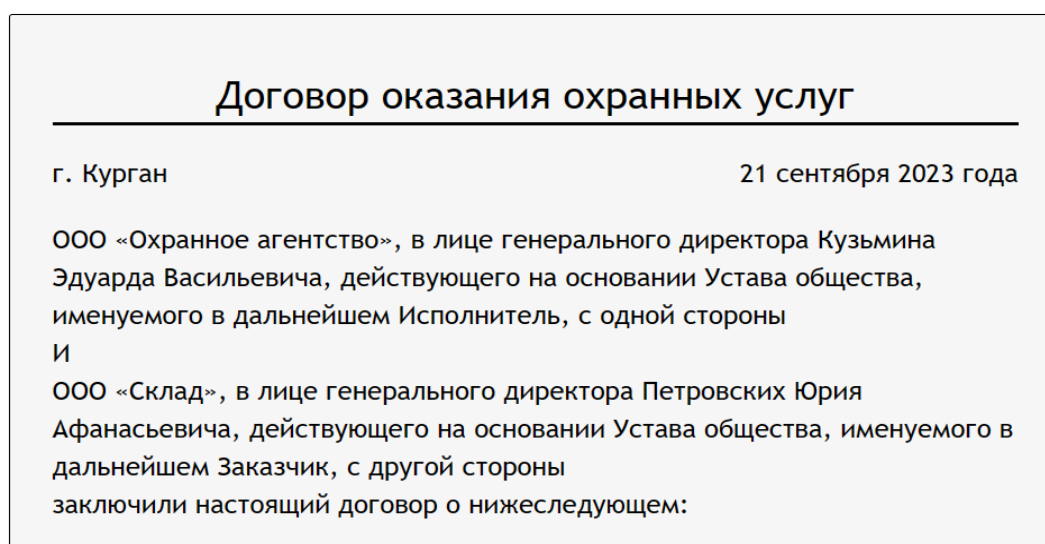 Договор оказания охранных услуг
г. Курган 21 сентября 2023 года
ООО «Охранное агентство», в лице генерального директора Кузьмина
Эдуарда Васильевича, действующего на основании Устава общества,
именуемого в дальнейшем Исполнитель, с одной стороны
И
ООО «Склад», в лице генерального директора Петровских Юрия
Афанасьевича, действующего на основании Устава общества, именуемого в
дальнейшем Заказчик, с другой стороны
заключили настоящий договор о нижеследующем: